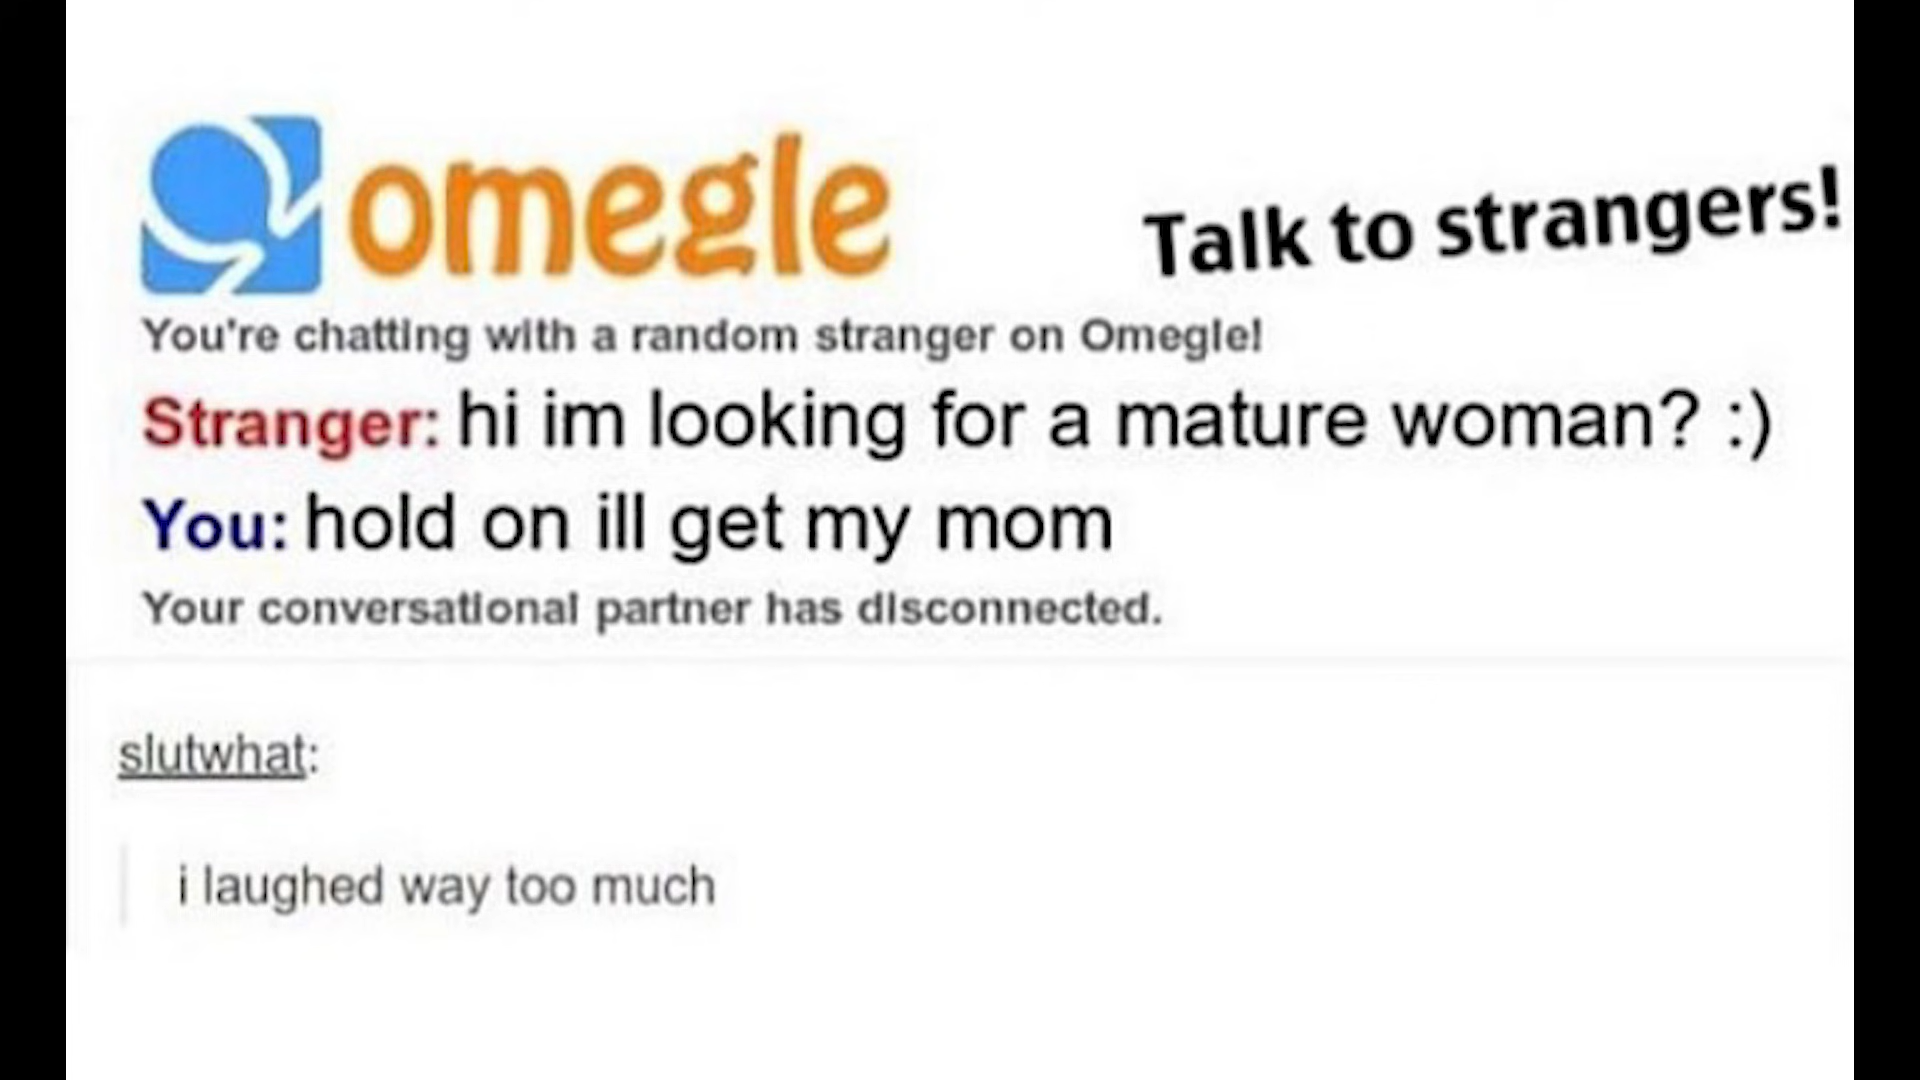 omegle
Talk to strangers!
You're chatting with a random stranger on Omegle!
Stranger: hi im looking for a mature woman? :)
You: hold on ill get my mom
Your conversational partner has disconnected.
slutwhat:
i laughed way too much